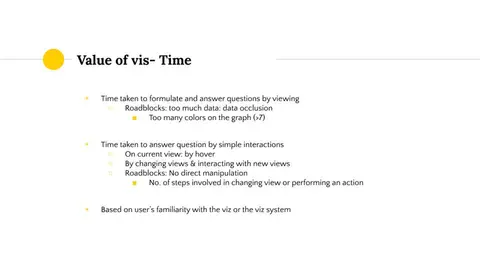 Value of vis- Time
Time taken to formulate and answer questions by viewing
Roadblocks: too much data: data occlusion
Too many colors on the graph (>7)
Time taken to answer question by simple interactions
On current view: by hover
By changing views & interacting with new views
Roadblocks: No direct manipulation
No. of steps involved in changing view or performing an action
Based on user's familiarity with the viz or the viz system